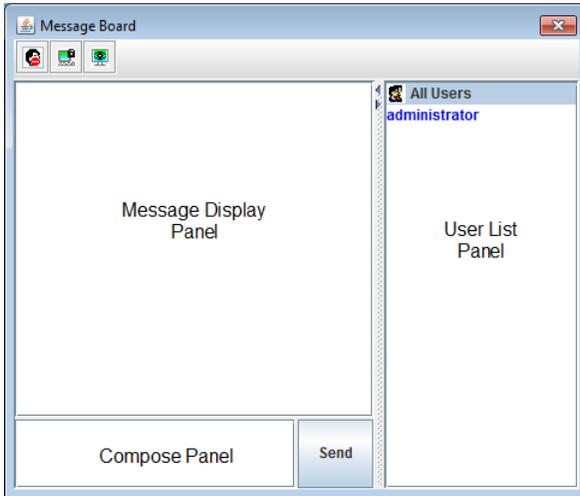 Message Board
All Users
administrator
Message Display
Panel
User List
Panel
Compose Panel
Send